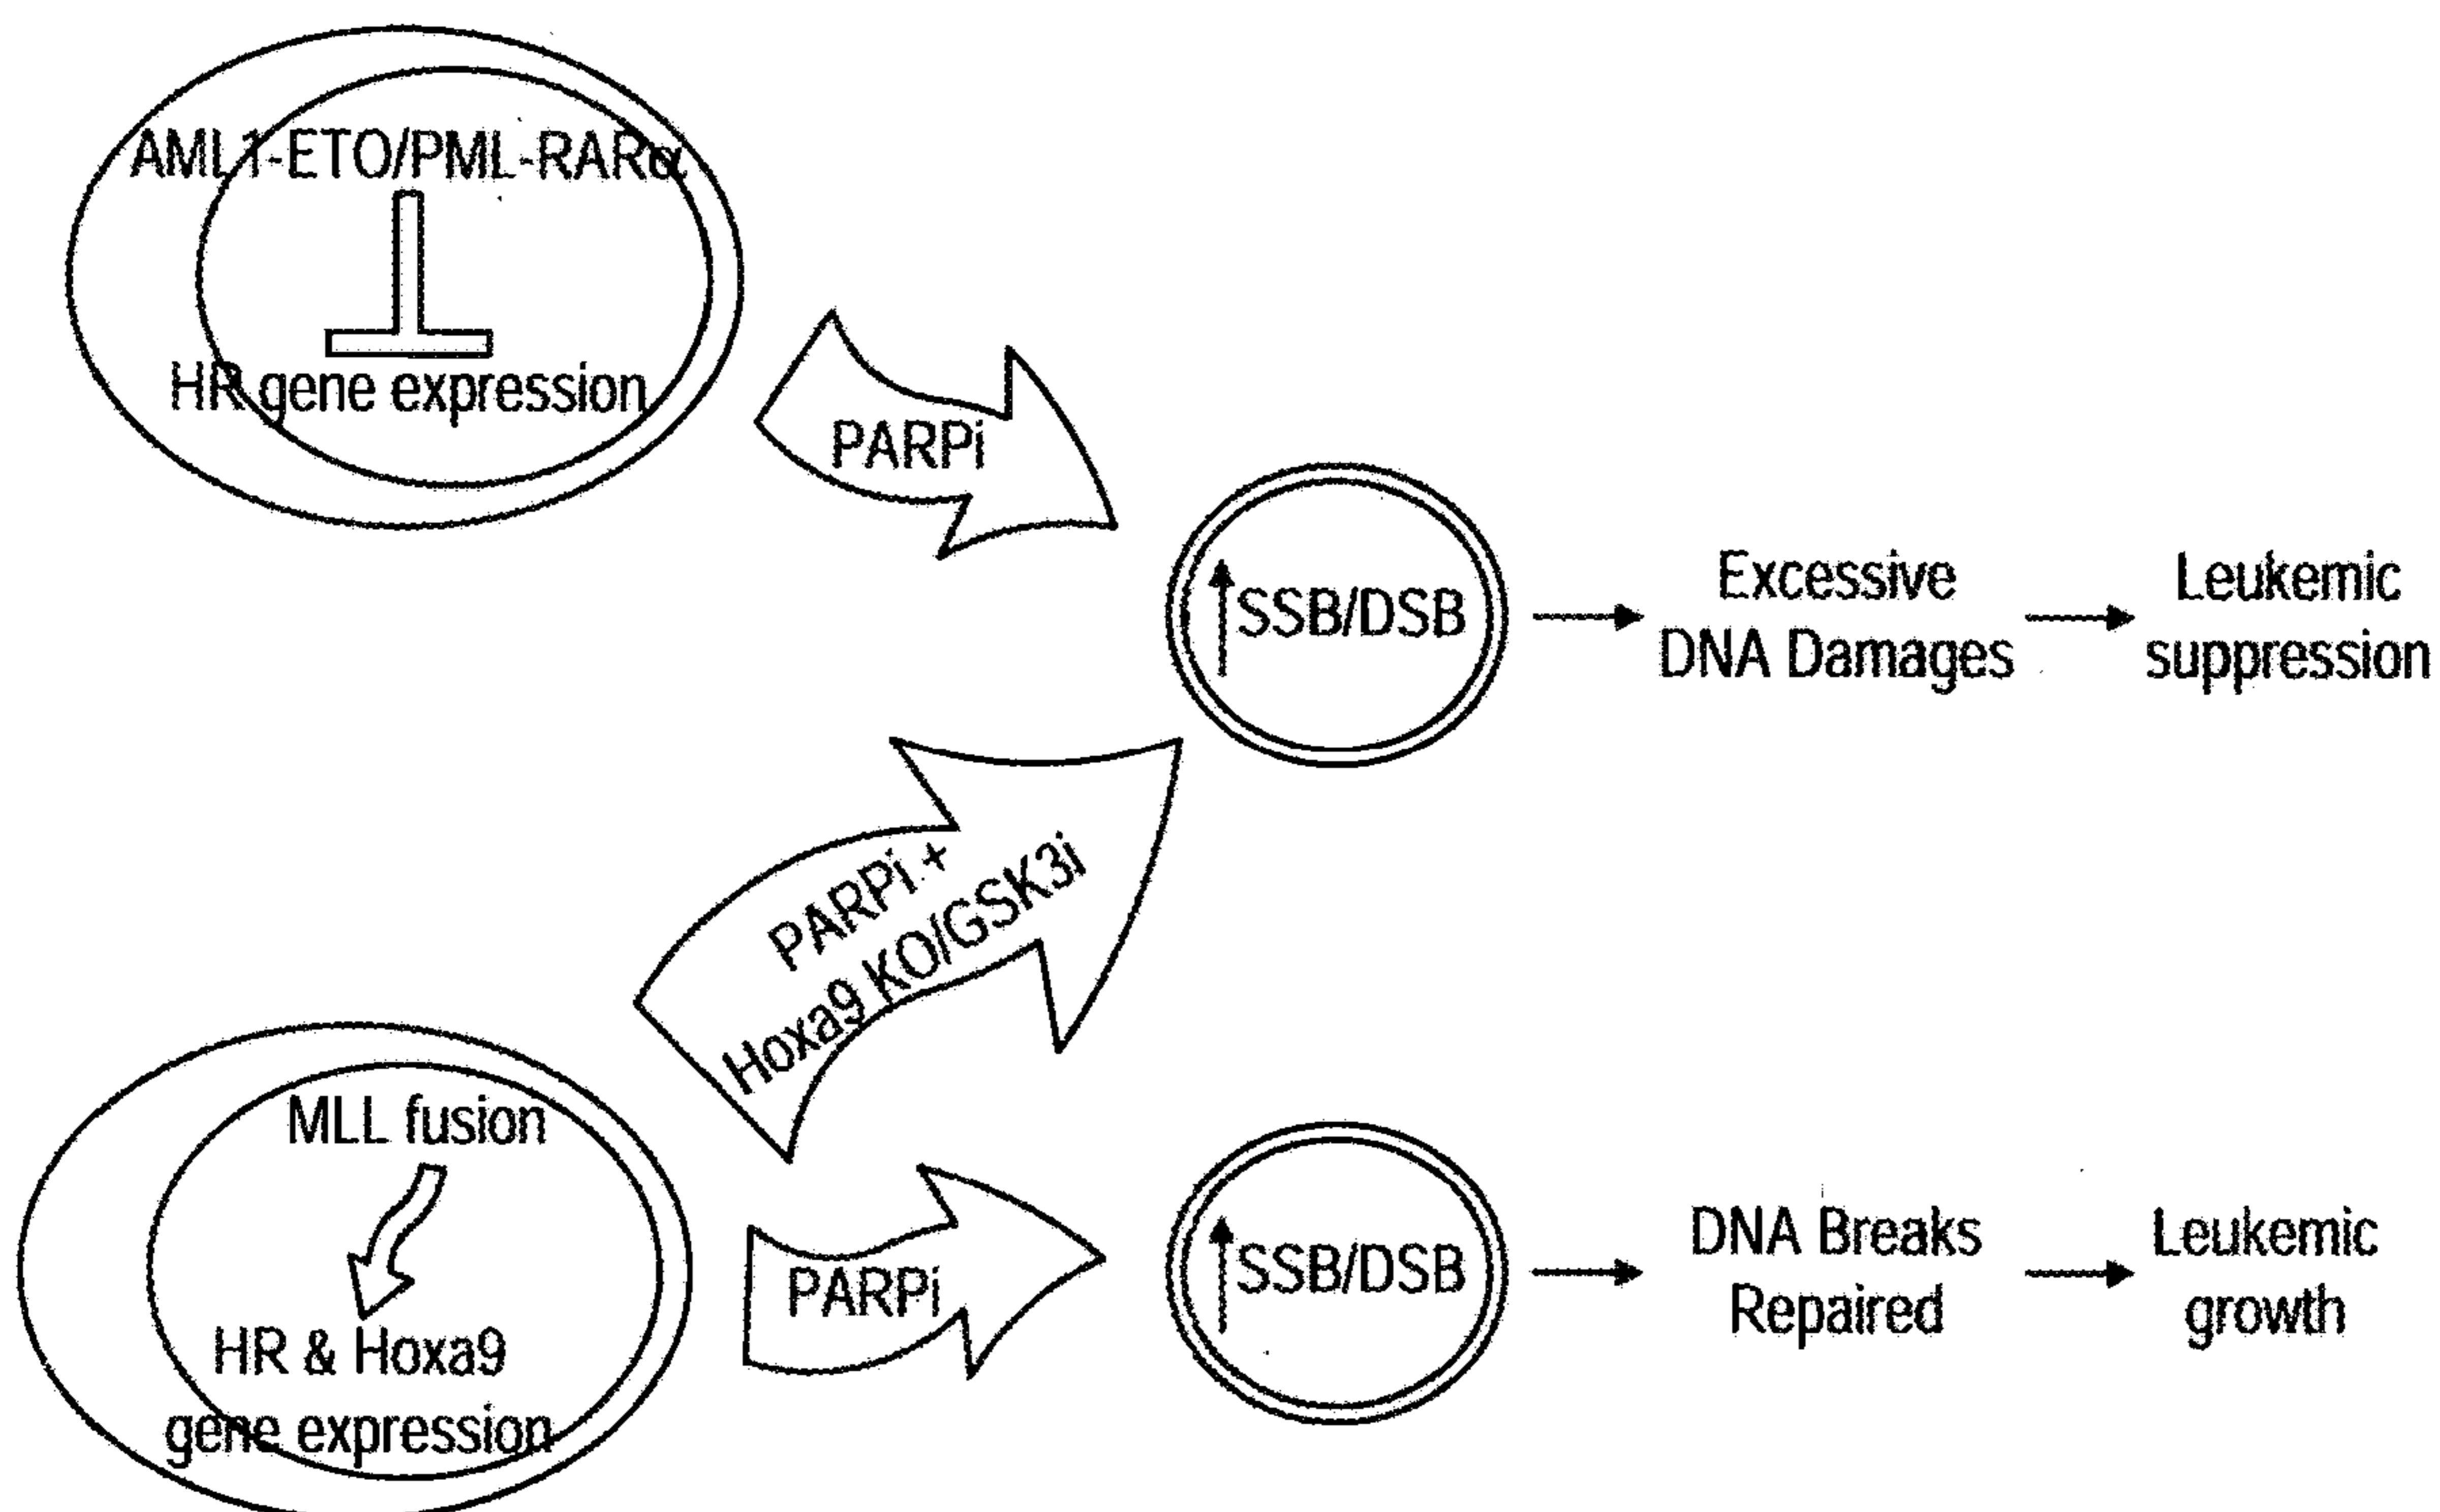 AML1-ETO/PML-RARα
HR gene expression
PARPi
↑SSB/DSB
Excessive
DNA Damages
Leukemic
suppression
PARPi +
Hoxa9 KO/GSK3i
MLL fusion
HR & Hoxa9
gene expression
PARPi
↑SSB/DSB
DNA Breaks
Repaired
Leukemic
growth